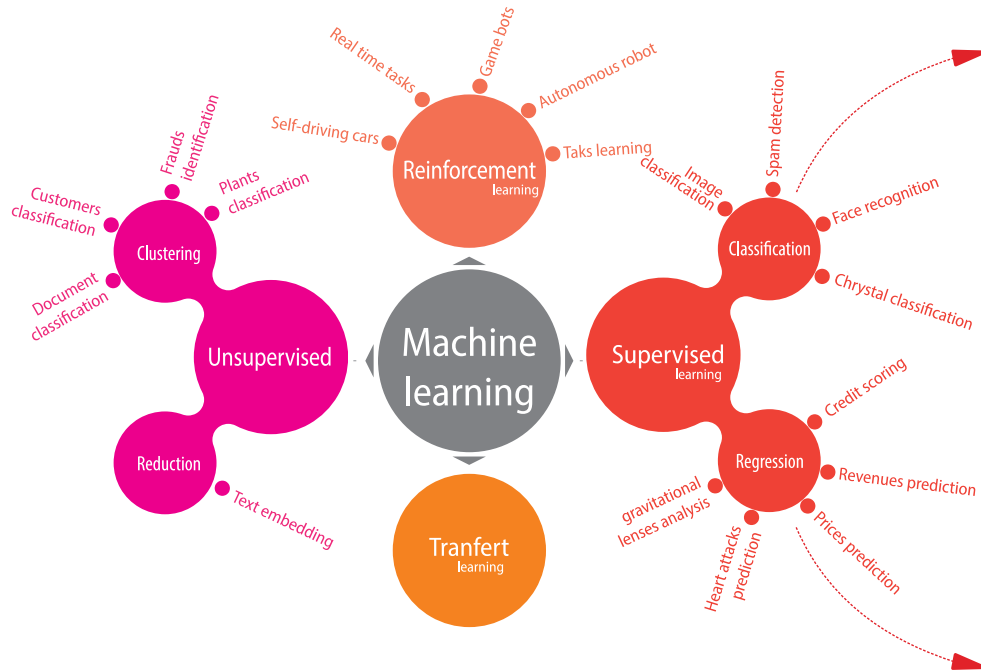 Machine
learning
Reinforcement
learning
Self-driving cars
Real time tasks
Game bots
Autonomous robot
Taks learning
Unsupervised
Clustering
Document
classification
Customers
classification
Frauds
identification
Plants
classification
Reduction
Text embedding
Tranfert
learning
Supervised
learning
Classification
Image
classification
Spam detection
Face recognition
Chrystal classification
Regression
Credit scoring
Revenues prediction
Prices prediction
Heart attacks
prediction
gravitational
lenses analysis